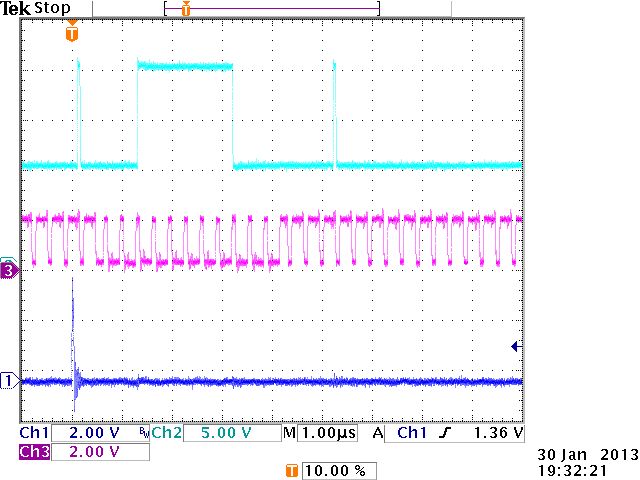 Tek Stop
T
T
2
3
1
Ch1 2.00 V BW Ch2 5.00 V M 1.00µs A Ch1 1.36 V
Ch3 2.00 V
T 10.00 %
30 Jan 2013
19:32:21